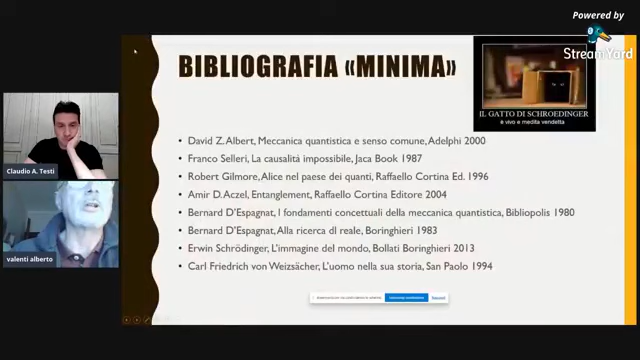 Powered by
StreamYard
BIBLIOGRAFIA «MINIMA»
IL GATTO DI SCHROEDINGER
è vivo e medita vendetta
• David Z. Albert, Meccanica quantistica e senso comune, Adelphi 2000
• Franco Selleri, La causalità impossibile, Jaca Book 1987
• Robert Gilmore, Alice nel paese dei quanti, Raffaello Cortina Ed. 1996
• Amir D. Aczel, Entanglement, Raffaello Cortina Editore 2004
• Bernard D'Espagnat, I fondamenti concettuali della meccanica quantistica, Bibliopolis 1980
• Bernard D'Espagnat, Alla ricerca dl reale, Boringhieri 1983
• Erwin Schrödinger, L'immagine del mondo, Bollati Boringhieri 2013
• Carl Friedrich von Weizsächer, L'uomo nella sua storia, San Paolo 1994
Claudio A. Testi
valenti alberto